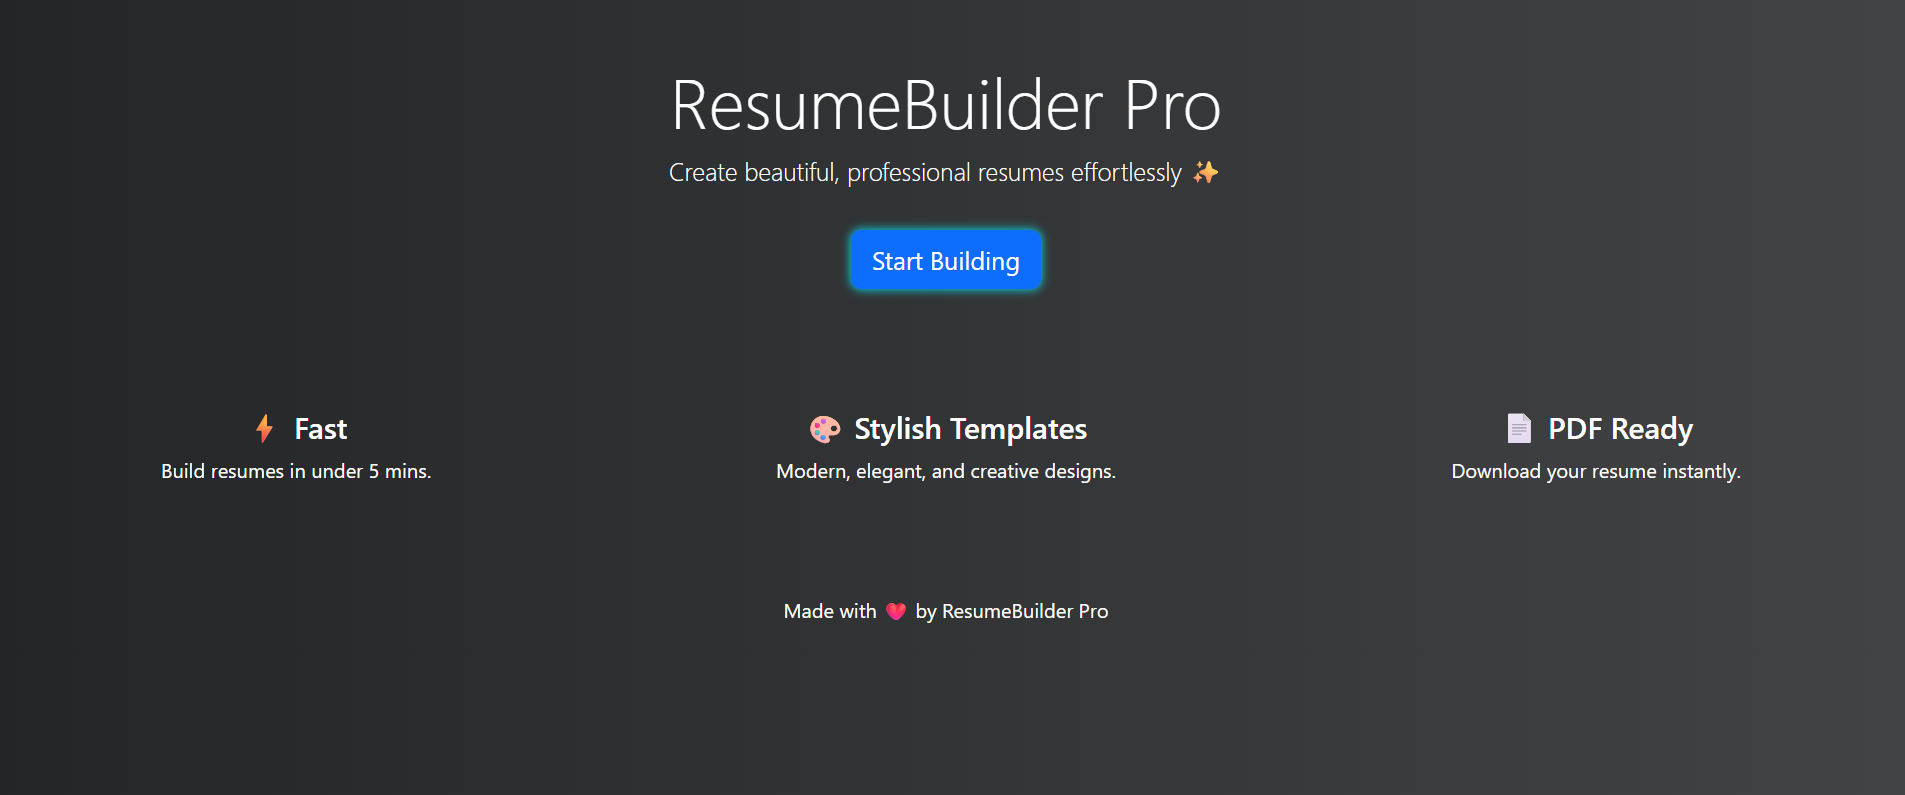 ResumeBuilder Pro
Create beautiful, professional resumes effortlessly ✨
Start Building
⚡ Fast
Build resumes in under 5 mins.
🎨 Stylish Templates
Modern, elegant, and creative designs.
📄 PDF Ready
Download your resume instantly.
Made with ❤️ by ResumeBuilder Pro